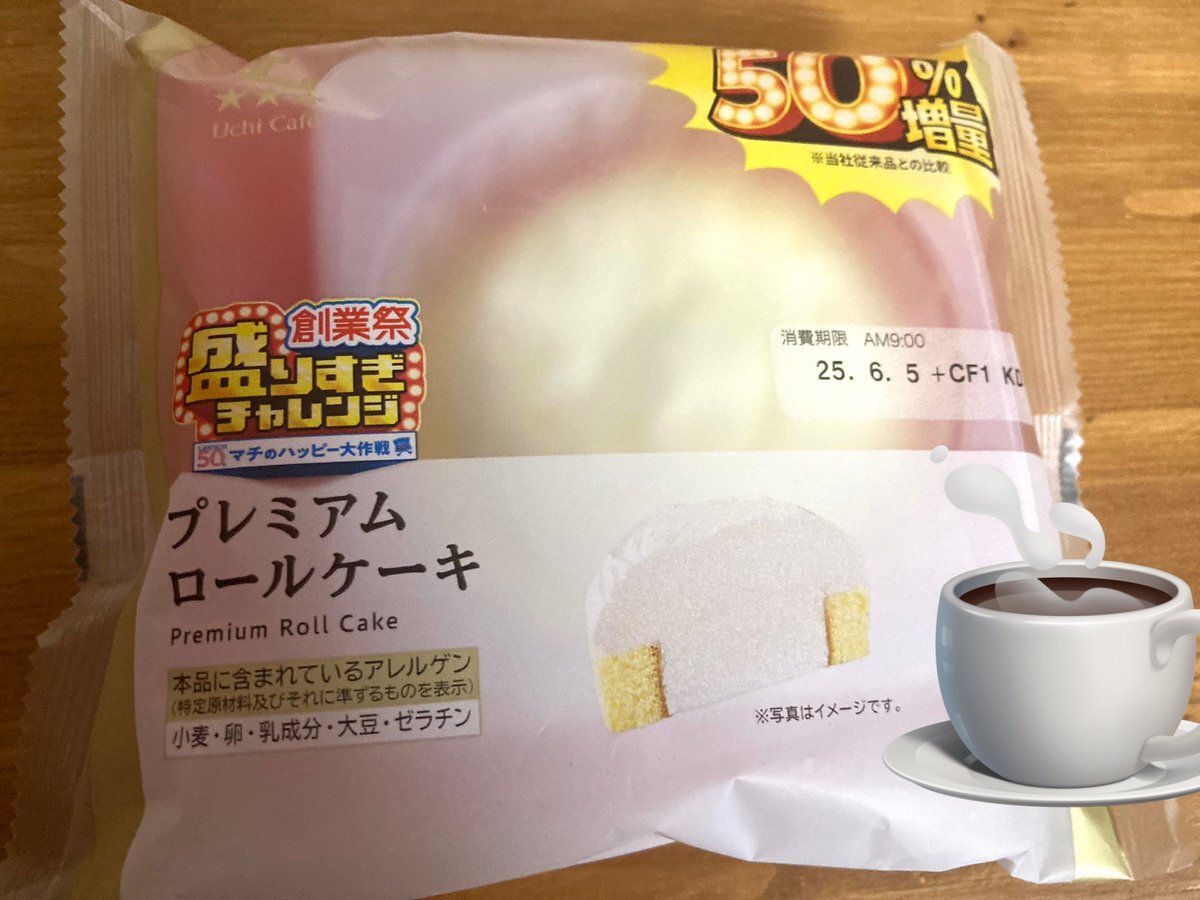 Uchi Café
50%
増量
※当社従来品との比較
創業祭
盛りすぎ
チャレンジ
LAWSON
50
マチのハッピー大作戦
消費期限 AM9:00
25. 6. 5 +CF1 KD
プレミアム
ロールケーキ
Premium Roll Cake
本品に含まれているアレルゲン
(特定原材料及びそれに準ずるものを表示)
小麦・卵・乳成分・大豆・ゼラチン
※写真はイメージです。